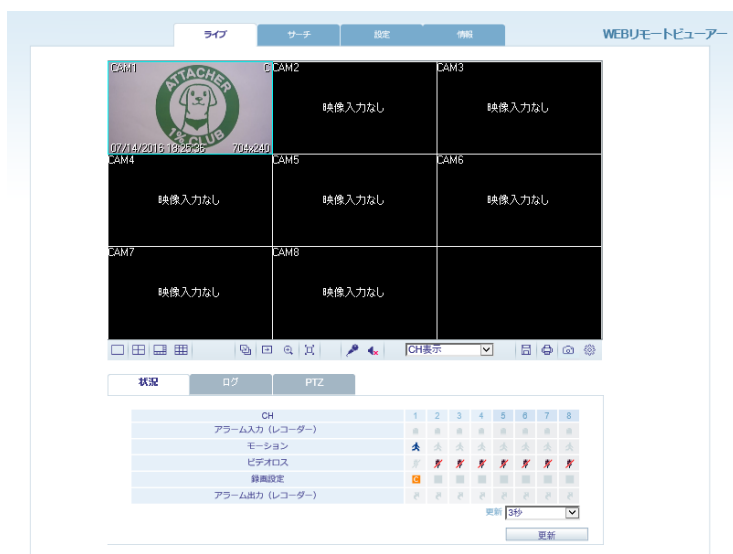 ライブ サーチ 設定 情報 WEBリモートビューアー
CAM1 C CAM2 CAM3
ATTACHER
1% CLUB
映像入力なし 映像入力なし
07/14/2016 18:25:35 704x240
CAM4 CAM5 CAM6
映像入力なし 映像入力なし 映像入力なし
CAM7 CAM8
映像入力なし 映像入力なし
CH表示
状況 ログ PTZ
CH 1 2 3 4 5 6 7 8
アラーム入力（レコーダー）
モーション
ビデオロス
録画設定 C
アラーム出力（レコーダー）
更新 3秒
更新